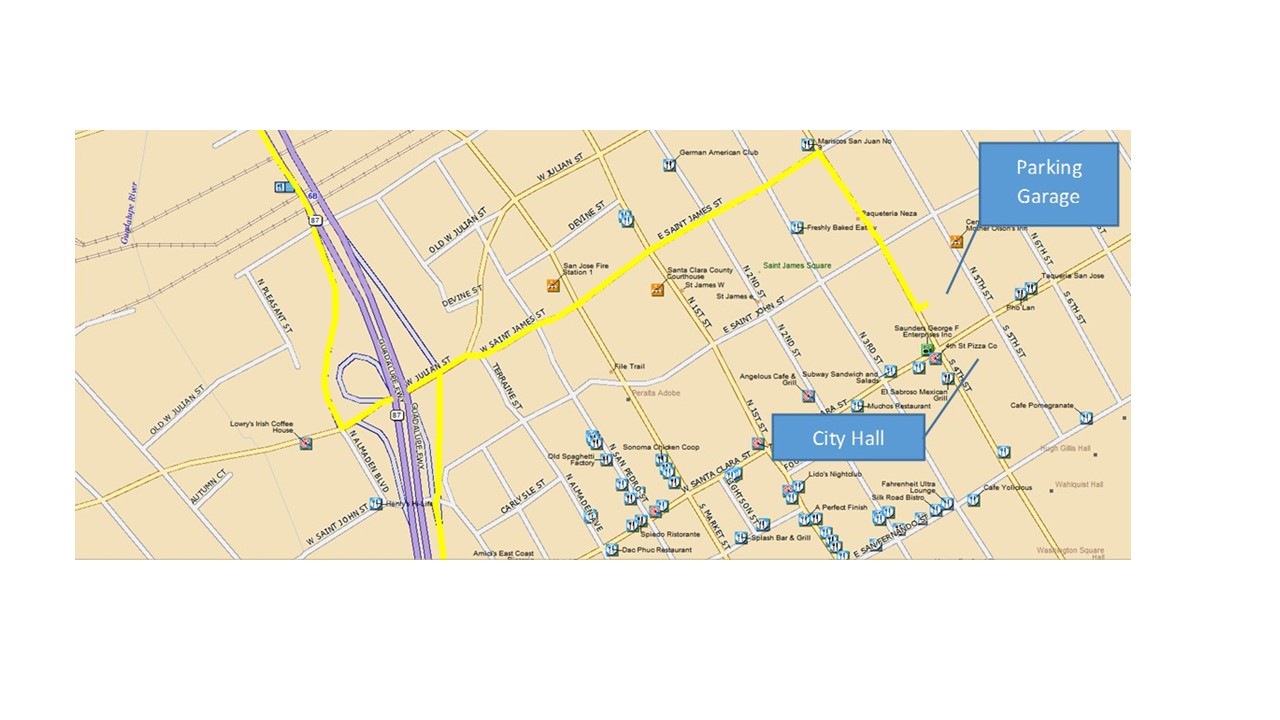 Mariscos San Juan No
3
German American Club
Parking
Garage
W JULIAN ST
68
87
Guadalupe River
OLD W JULIAN ST
DEVINE ST
E SAINT JAMES ST
Taqueria Neza
Freshly Baked Eatery
Mother Olson's Inn
N 6TH ST
San Jose Fire
Station 1
Santa Clara County
Courthouse
St James W
St James e
Saint James Square
N 2ND ST
N 5TH ST
Taqueria San Jose
S 6TH ST
Pho Lan
N PLEASANT ST
DEVINE ST
W SAINT JAMES ST
N 1ST ST
E SAINT JOHN ST
N 2ND ST
N 3RD ST
Saunders George F
Enterprises Inc
4th St Pizza Co
S 5TH ST
S 4TH ST
GUADALUPE FWY
W JULIAN ST
TERRAINE ST
File Trail
Peralta Adobe
Angelous Cafe &
Grill
Subway Sandwich and
Salads
El Sabroso Mexican
Grill
Muchos Restaurant
Cafe Pomegranate
OLD W JULIAN ST
87
GUADALUPE FWY
N 1ST ST
ARA ST
City Hall
Lowry's Irish Coffee
House
N ALMADEN BLVD
Old Spaghetti
Factory
Sonoma Chicken Coop
N SAN PEDRO ST
W SANTA CLARA ST
Hugh Gillis Hall
Lido's Nightclub
Fahrenheit Ultra
Lounge
Silk Road Bistro
Cafe Yolicious
Wahlquist Hall
AUTUMN CT
Henry's Hi-Life
CARLYSLE ST
N ALMADEN AVE
S MARKET ST
A Perfect Finish
W SAINT JOHN ST
Spiedo Ristorante
Splash Bar & Grill
E SAN FERNANDO ST
Amici's East Coast
Dac Phuc Restaurant
Washington Square
Hall